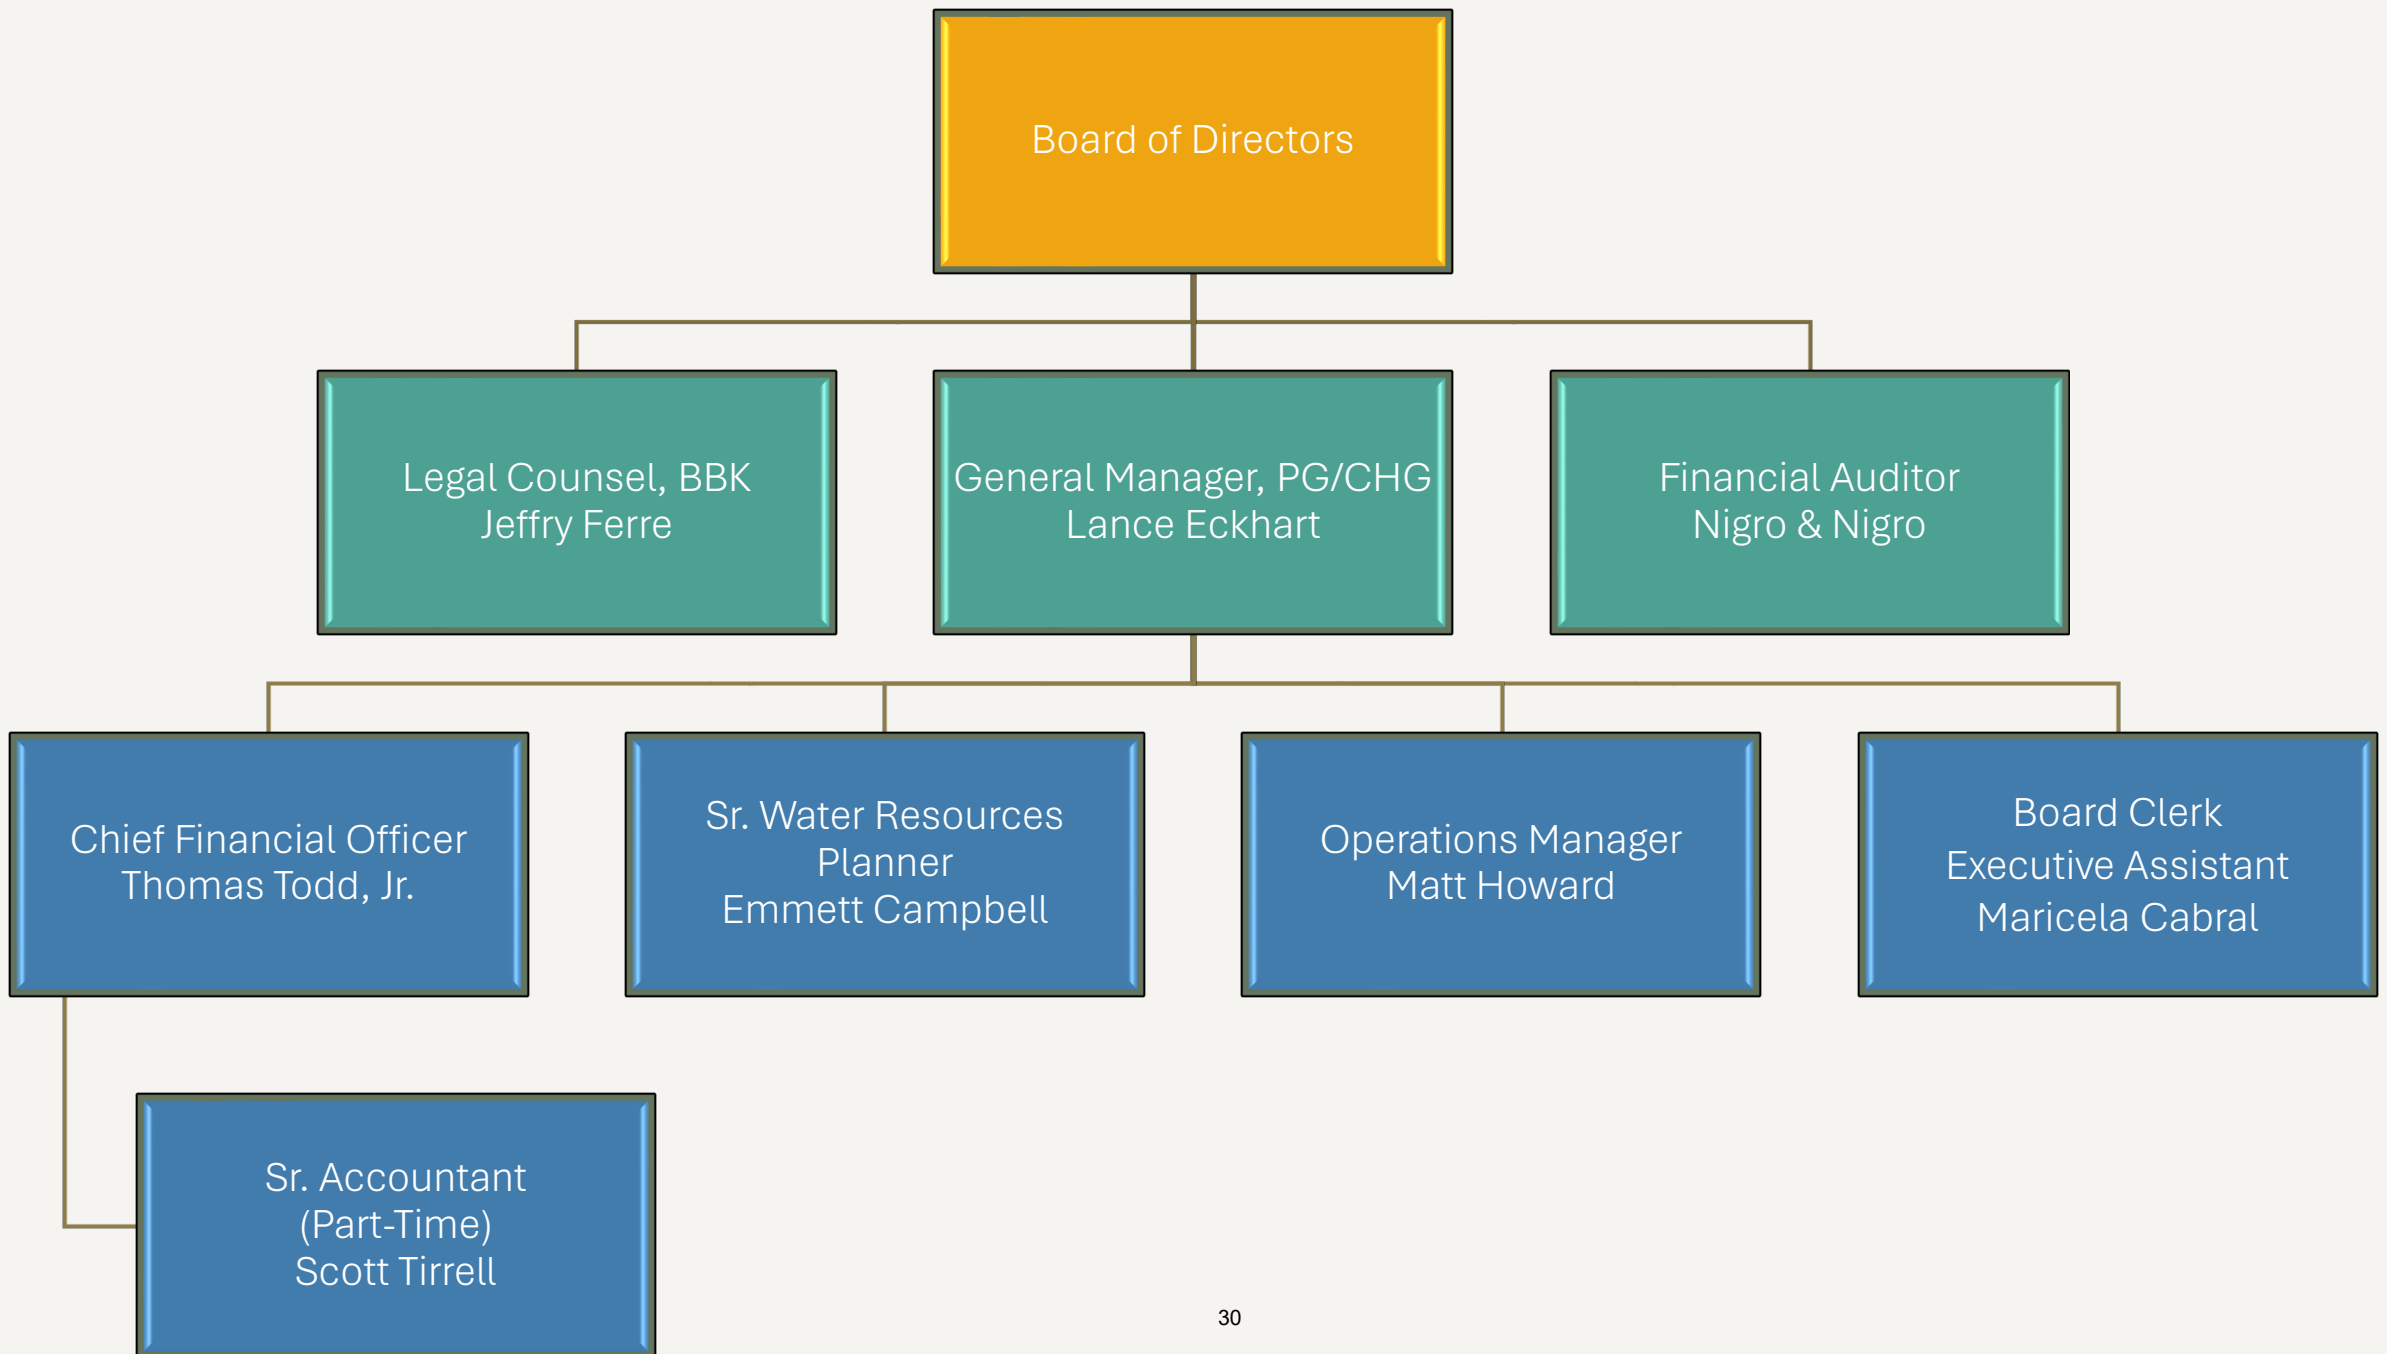 Board of Directors
Legal Counsel, BBK
Jeffry Ferre
General Manager, PG/CHG
Lance Eckhart
Financial Auditor
Nigro & Nigro
Chief Financial Officer
Thomas Todd, Jr.
Sr. Water Resources
Planner
Emmett Campbell
Operations Manager
Matt Howard
Board Clerk
Executive Assistant
Maricela Cabral
Sr. Accountant
(Part-Time)
Scott Tirrell
30